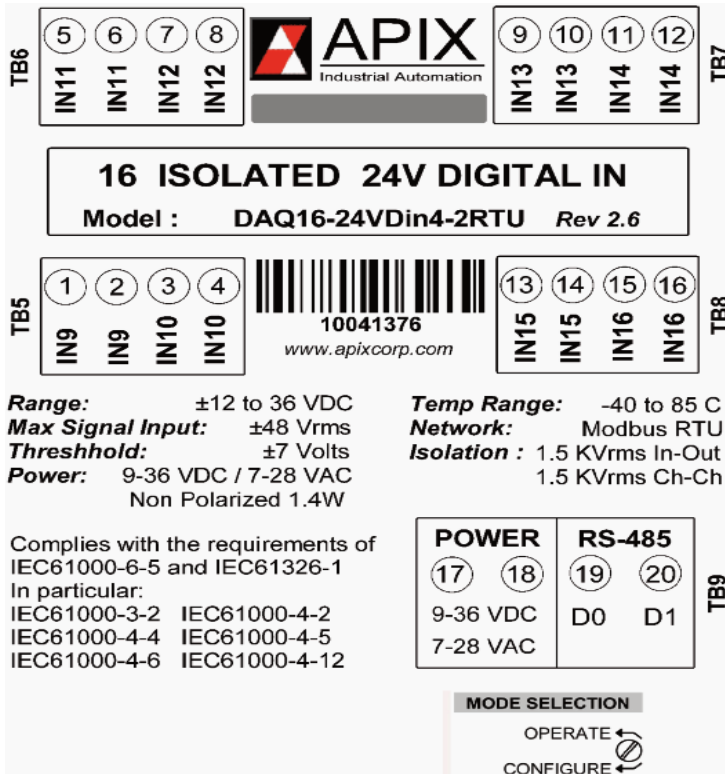 TB6
5 6 7 8
IN11 IN11 IN12 IN12
APIX
Industrial Automation
9 10 11 12
IN13 IN13 IN14 IN14
TB7
16 ISOLATED 24V DIGITAL IN
Model : DAQ16-24VDin4-2RTU Rev 2.6
TB5
1 2 3 4
IN9 IN9 IN10 IN10
10041376
www.apixcorp.com
13 14 15 16
IN15 IN15 IN16 IN16
TB8
Range: ±12 to 36 VDC
Max Signal Input: ±48 Vrms
Threshhold: ±7 Volts
Power: 9-36 VDC / 7-28 VAC
Non Polarized 1.4W
Temp Range: -40 to 85 C
Network: Modbus RTU
Isolation : 1.5 KVrms In-Out
1.5 KVrms Ch-Ch
Complies with the requirements of
IEC61000-6-5 and IEC61326-1
In particular:
IEC61000-3-2 IEC61000-4-2
IEC61000-4-4 IEC61000-4-5
IEC61000-4-6 IEC61000-4-12
POWER RS-485
17 18 19 20
9-36 VDC D0 D1
7-28 VAC
TB9
MODE SELECTION
OPERATE
CONFIGURE